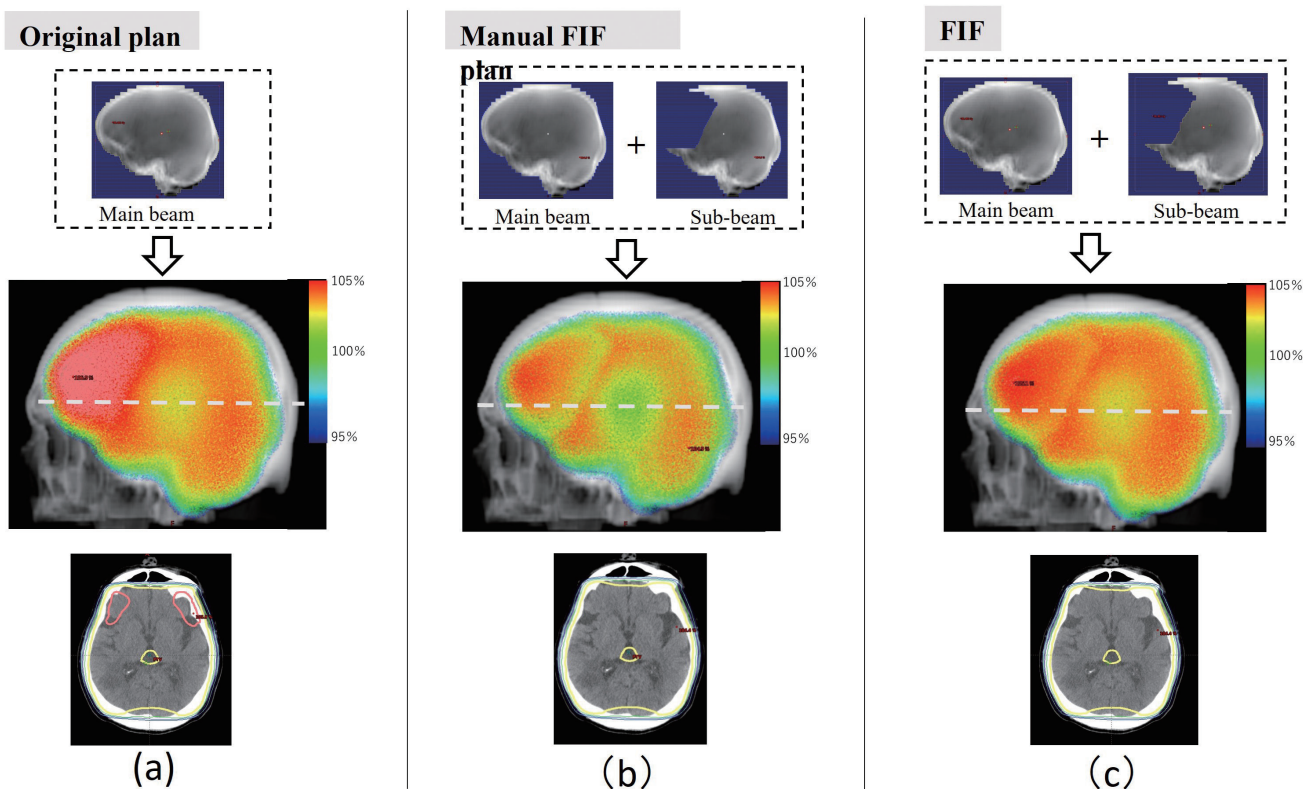 Original plan
Main beam
105%
100%
95%
(a)
Manual FIF
plan
+
Main beam
Sub-beam
105%
100%
95%
(b)
FIF
+
Main beam
Sub-beam
105%
100%
95%
(c)